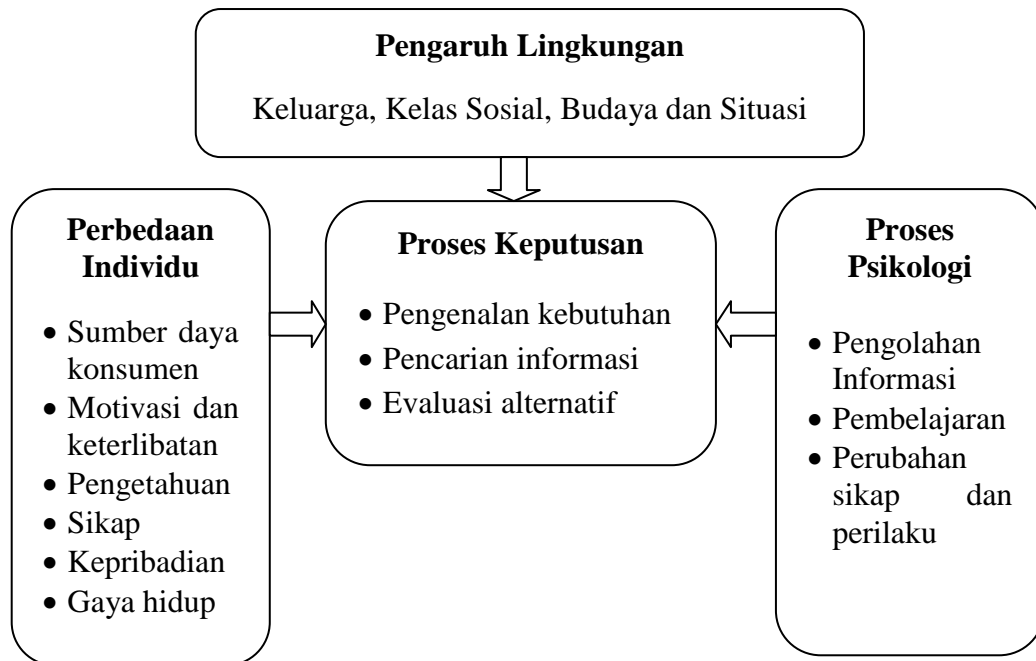 Pengaruh Lingkungan
Keluarga, Kelas Sosial, Budaya dan Situasi
Perbedaan
Individu
• Sumber daya
konsumen
• Motivasi dan
keterlibatan
• Pengetahuan
• Sikap
• Kepribadian
• Gaya hidup
Proses Keputusan
• Pengenalan kebutuhan
• Pencarian informasi
• Evaluasi alternatif
Proses
Psikologi
• Pengolahan
Informasi
• Pembelajaran
• Perubahan
sikap dan
perilaku